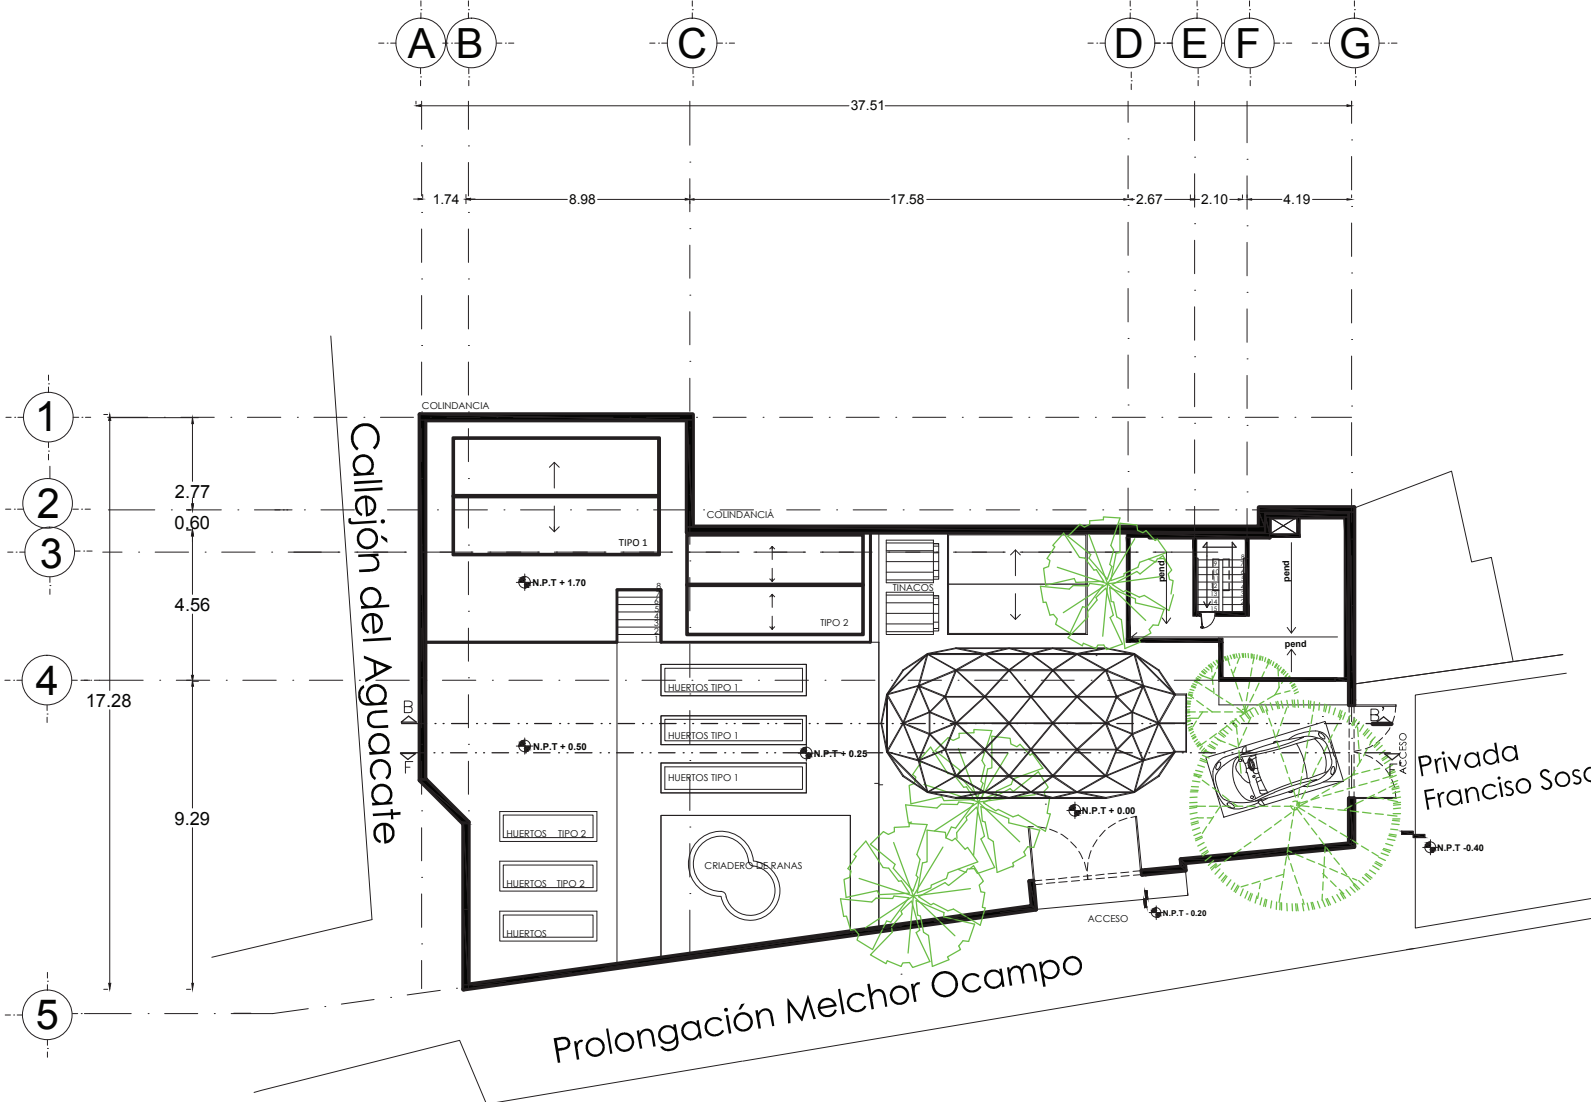 A B C D E F G
37.51
1.74 8.98 17.58 2.67 2.10 4.19
1
2
3
4
5
2.77
0.60
4.56
17.28
9.29
Callejón del Aguacate
COLINDANCIA
COLINDANCIA
TIPO 1
N.P.T + 1.70
TIPO 2
TINACOS
pend
pend
pend
HUERTOS TIPO 1
HUERTOS TIPO 1
HUERTOS TIPO 1
B
F
B'
N.P.T + 0.50
N.P.T + 0.25
N.P.T + 0.00
ACCESO
Privada
Franciso Sosa
N.P.T -0.40
HUERTOS TIPO 2
HUERTOS TIPO 2
HUERTOS
CRIADERO DE RANAS
ACCESO
N.P.T - 0.20
Prolongación Melchor Ocampo